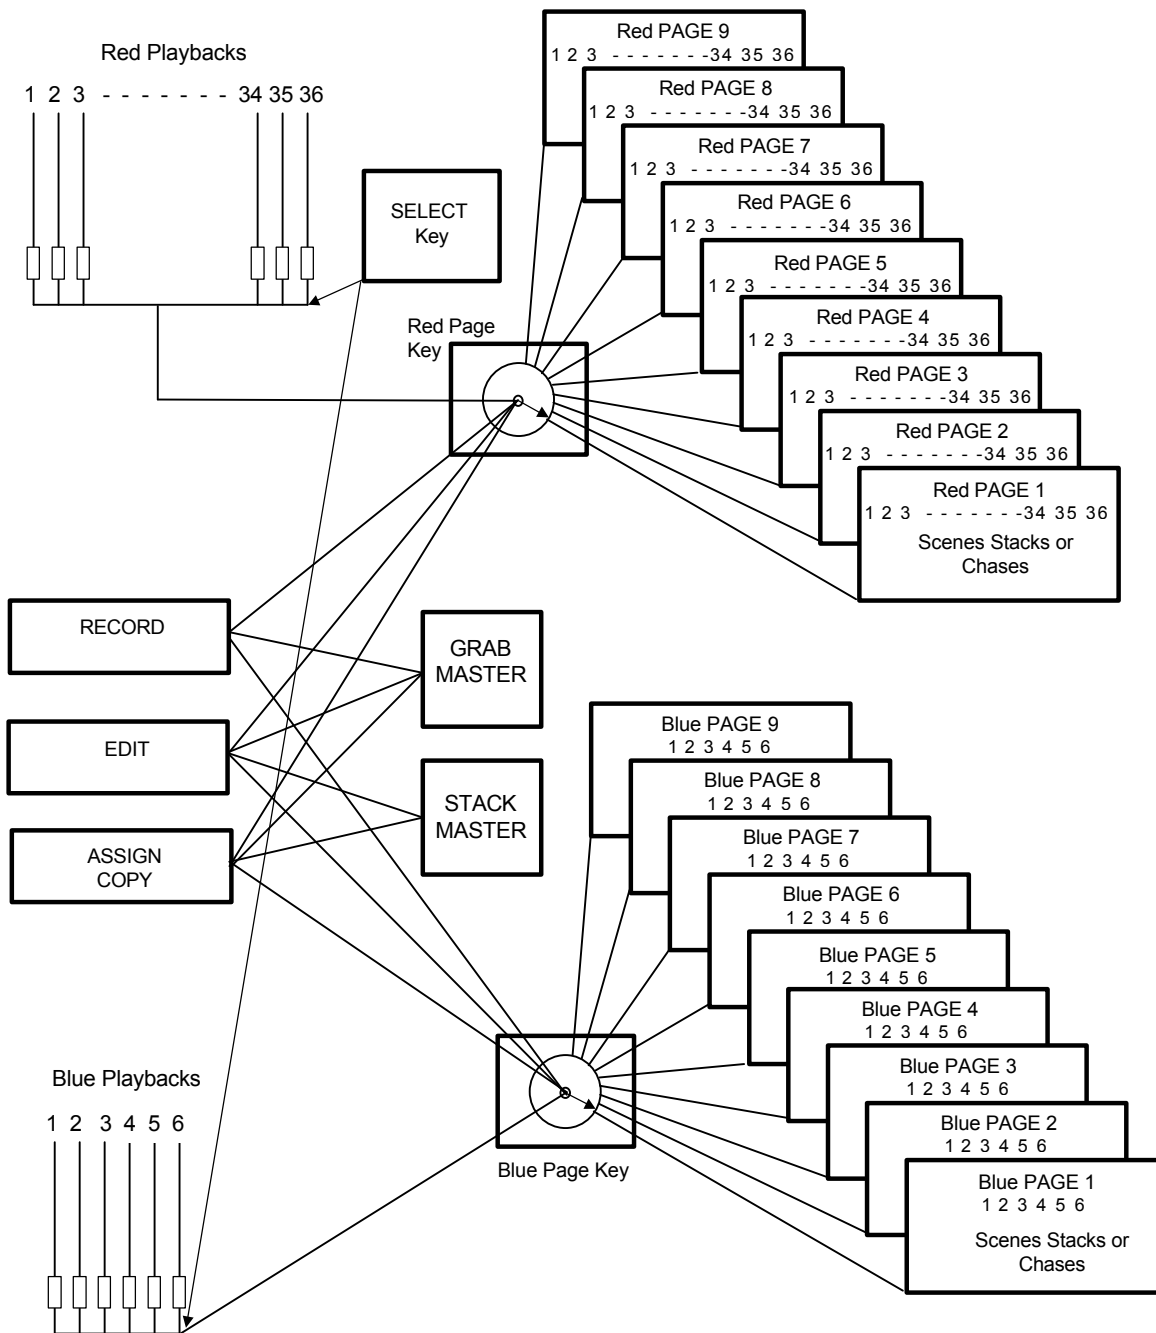 Red Playbacks
1 2 3 - - - - - - - 34 35 36
SELECT
Key
Red Page
Key
Red PAGE 9
1 2 3 - - - - - - -34 35 36
Red PAGE 8
1 2 3 - - - - - - -34 35 36
Red PAGE 7
1 2 3 - - - - - - -34 35 36
Red PAGE 6
1 2 3 - - - - - - -34 35 36
Red PAGE 5
1 2 3 - - - - - - -34 35 36
Red PAGE 4
1 2 3 - - - - - - -34 35 36
Red PAGE 3
1 2 3 - - - - - - -34 35 36
Red PAGE 2
1 2 3 - - - - - - -34 35 36
Red PAGE 1
1 2 3 - - - - - - -34 35 36
Scenes Stacks or
Chases
RECORD
EDIT
ASSIGN
COPY
GRAB
MASTER
STACK
MASTER
Blue PAGE 9
1 2 3 4 5 6
Blue PAGE 8
1 2 3 4 5 6
Blue PAGE 7
1 2 3 4 5 6
Blue PAGE 6
1 2 3 4 5 6
Blue PAGE 5
1 2 3 4 5 6
Blue PAGE 4
1 2 3 4 5 6
Blue PAGE 3
1 2 3 4 5 6
Blue PAGE 2
1 2 3 4 5 6
Blue PAGE 1
1 2 3 4 5 6
Scenes Stacks or
Chases
Blue Playbacks
1 2 3 4 5 6
Blue Page Key